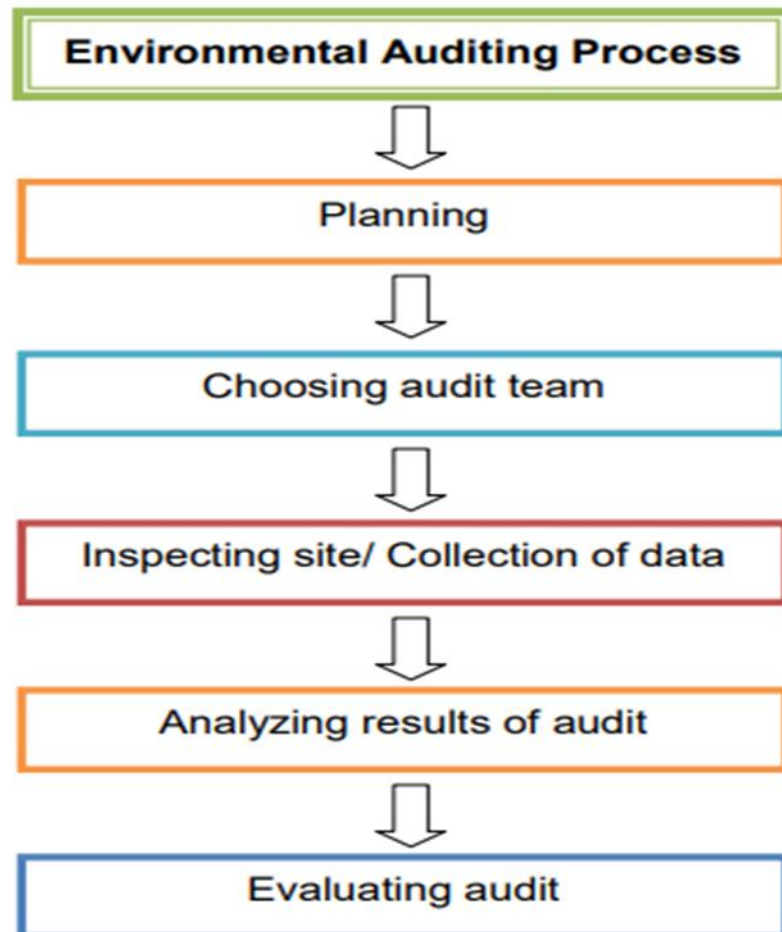 Environmental Auditing Process
Planning
Choosing audit team
Inspecting site/ Collection of data
Analyzing results of audit
Evaluating audit